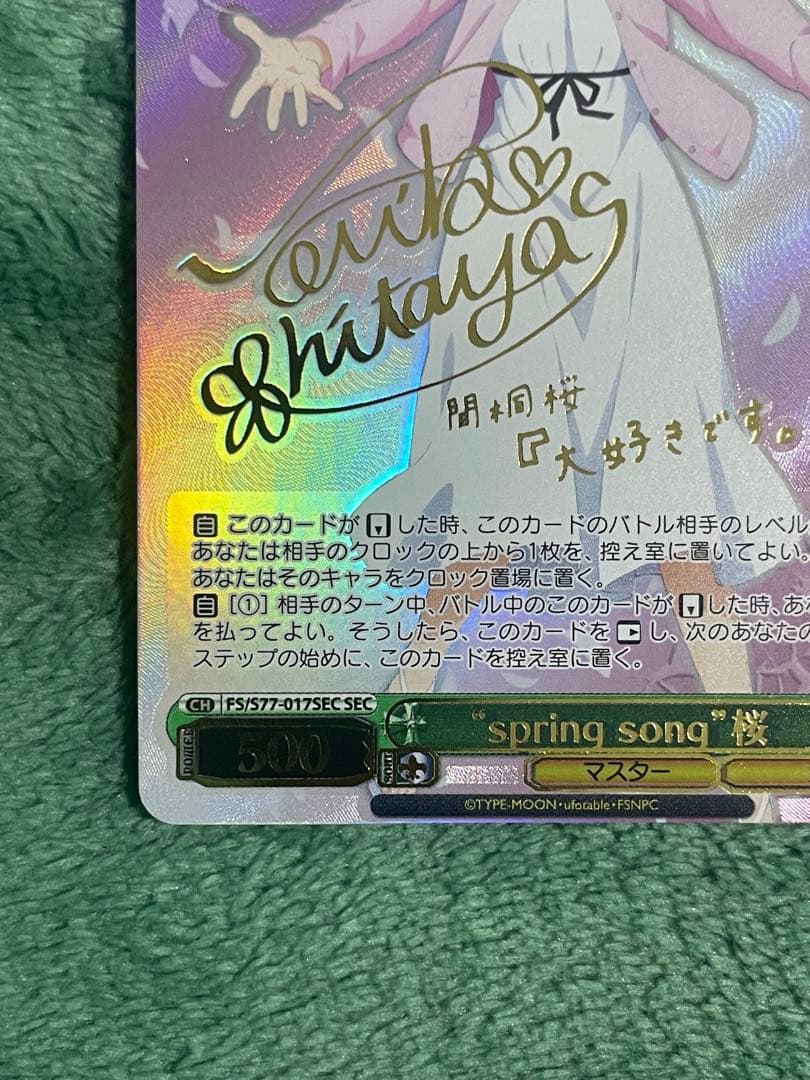 Noriko♡
Shitaya
間桐桜
『大好きです。
自 このカードが した時、このカードのバトル相手のレベル
あなたは相手のクロックの上から1枚を、控え室に置いてよい。
あなたはそのキャラをクロック置場に置く。
自 [①] 相手のターン中、バトル中のこのカードが した時、あ
を払ってよい。そうしたら、このカードを し、次のあなたの
ステップの始めに、このカードを控え室に置く。
CH FS/S77-017SEC SEC
POWER 500 SOUL "spring song"桜
マスター
©TYPE-MOON・ufotable・FSNPC